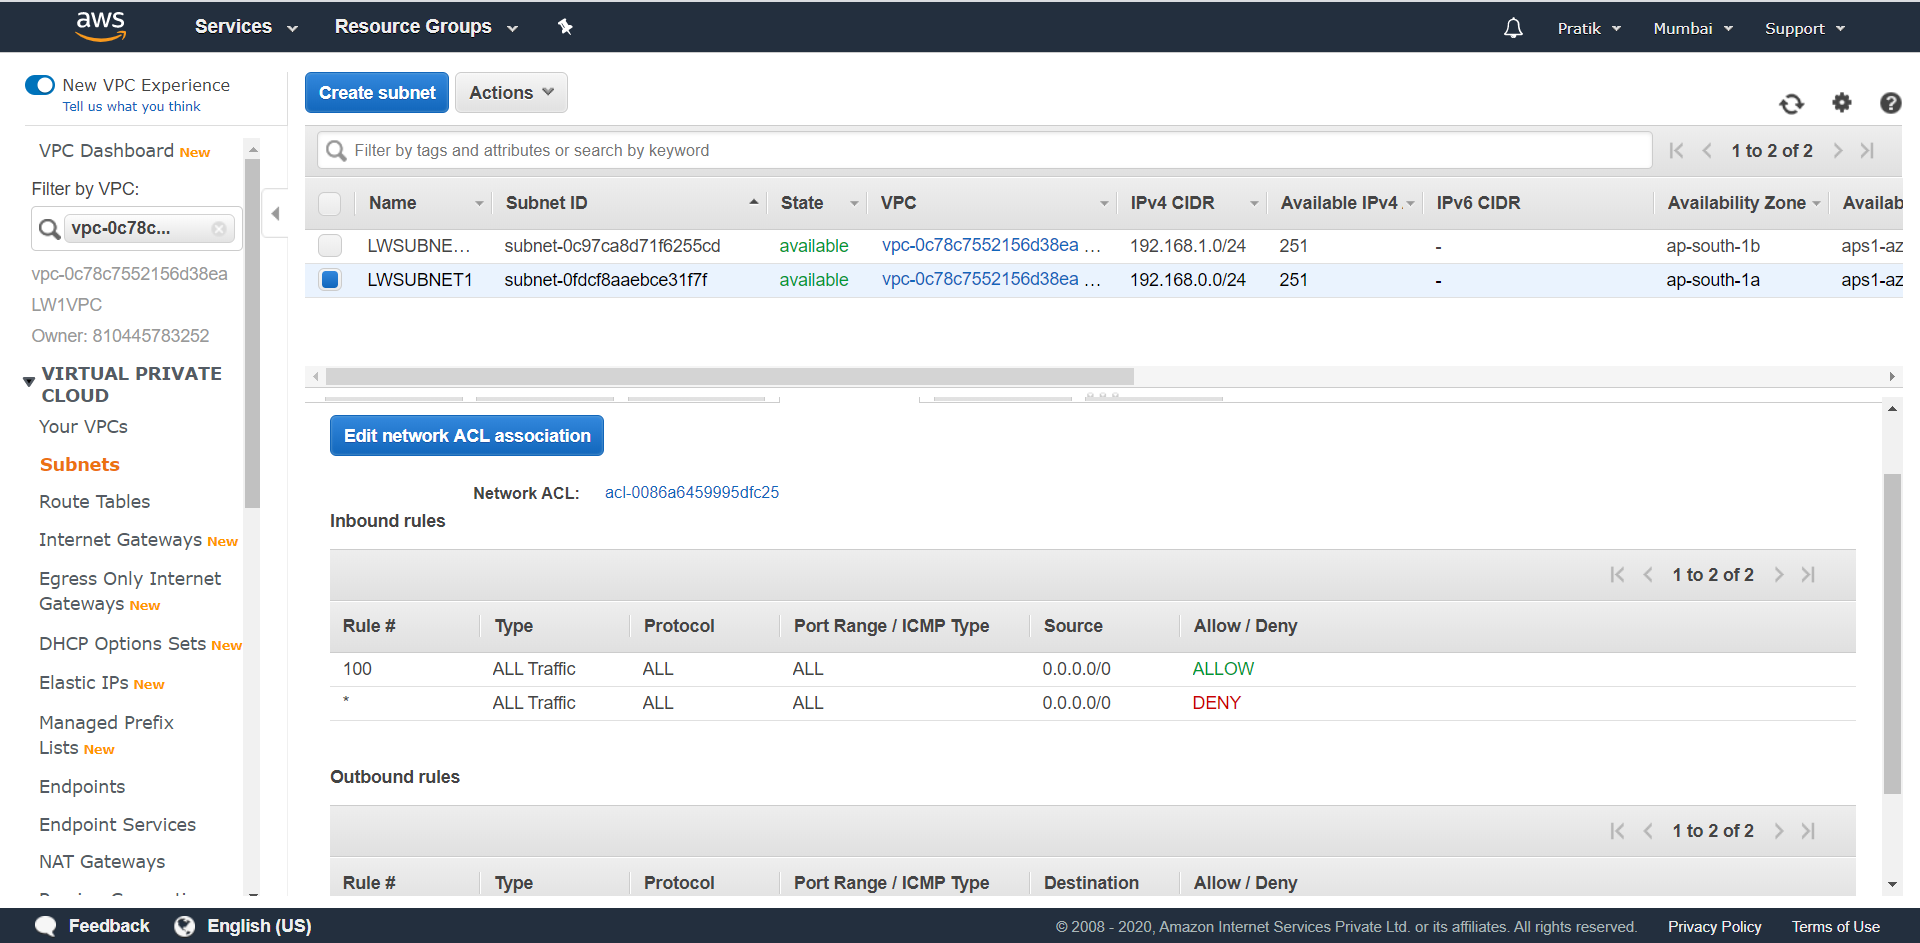 aws Services Resource Groups Pratik Mumbai Support
New VPC Experience
Tell us what you think
VPC Dashboard New
Filter by VPC:
vpc-0c78c...
vpc-0c78c7552156d38ea
LW1VPC
Owner: 810445783252
VIRTUAL PRIVATE
CLOUD
Your VPCs
Subnets
Route Tables
Internet Gateways New
Egress Only Internet
Gateways New
DHCP Options Sets New
Elastic IPs New
Managed Prefix
Lists New
Endpoints
Endpoint Services
NAT Gateways
Create subnet Actions
Filter by tags and attributes or search by keyword 1 to 2 of 2
Name Subnet ID State VPC IPv4 CIDR Available IPv4 IPv6 CIDR Availability Zone Availab
LWSUBNE... subnet-0c97ca8d71f6255cd available vpc-0c78c7552156d38ea ... 192.168.1.0/24 251 - ap-south-1b aps1-az
LWSUBNET1 subnet-0fdcf8aaebce31f7f available vpc-0c78c7552156d38ea ... 192.168.0.0/24 251 - ap-south-1a aps1-az
Edit network ACL association
Network ACL: acl-0086a6459995dfc25
Inbound rules
1 to 2 of 2
Rule # Type Protocol Port Range / ICMP Type Source Allow / Deny
100 ALL Traffic ALL ALL 0.0.0.0/0 ALLOW
* ALL Traffic ALL ALL 0.0.0.0/0 DENY
Outbound rules
1 to 2 of 2
Rule # Type Protocol Port Range / ICMP Type Destination Allow / Deny
Feedback English (US) © 2008 - 2020, Amazon Internet Services Private Ltd. or its affiliates. All rights reserved. Privacy Policy Terms of Use